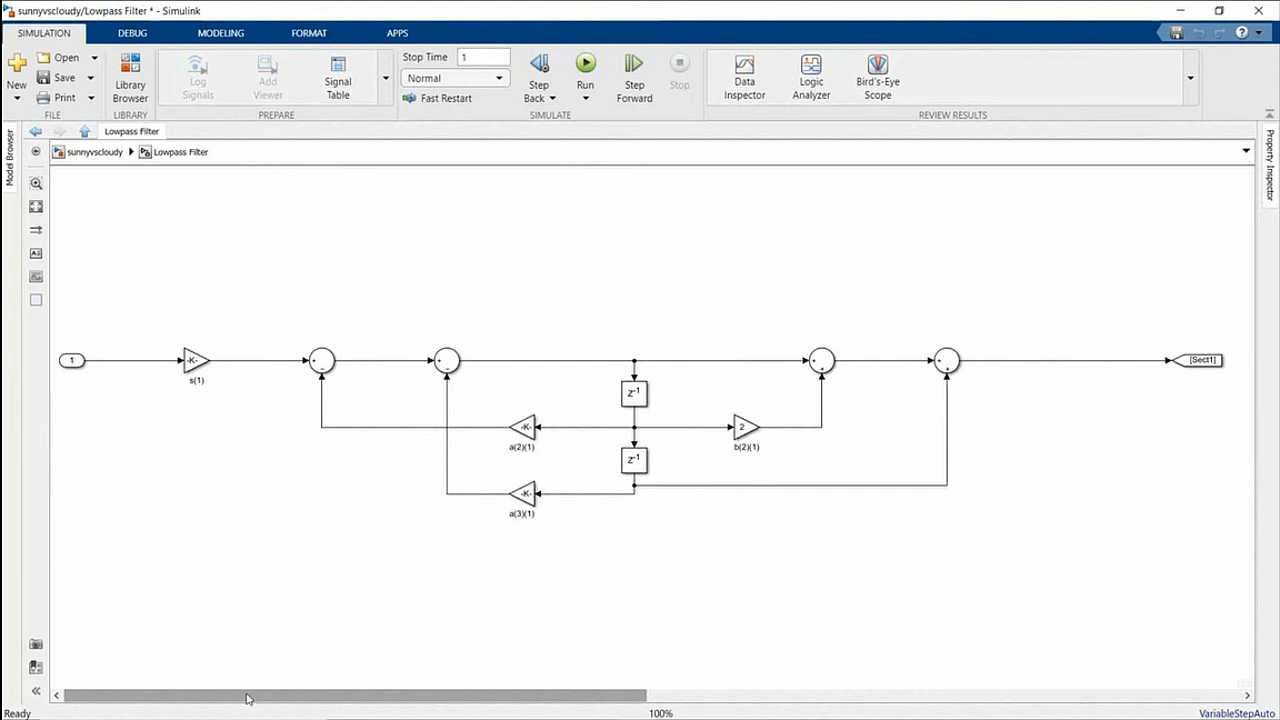 sunnyvscloudy/Lowpass Filter * - Simulink
SIMULATION DEBUG MODELING FORMAT APPS
New
Open
Save
Print
FILE
Library Browser
LIBRARY
Log Signals
Add Viewer
Signal Table
PREPARE
Stop Time 1
Normal
Fast Restart
Step Back
Run
Step Forward
Stop
SIMULATE
Data Inspector
Logic Analyzer
Bird's-Eye Scope
REVIEW RESULTS
Model Browser
Property Inspector
Lowpass Filter
sunnyvscloudy Lowpass Filter
1
-K-
s(1)
[Sect1]
Z-1
-K-
a(2)(1)
2
b(2)(1)
Z-1
-K-
a(3)(1)
Ready 100% VariableStepAuto